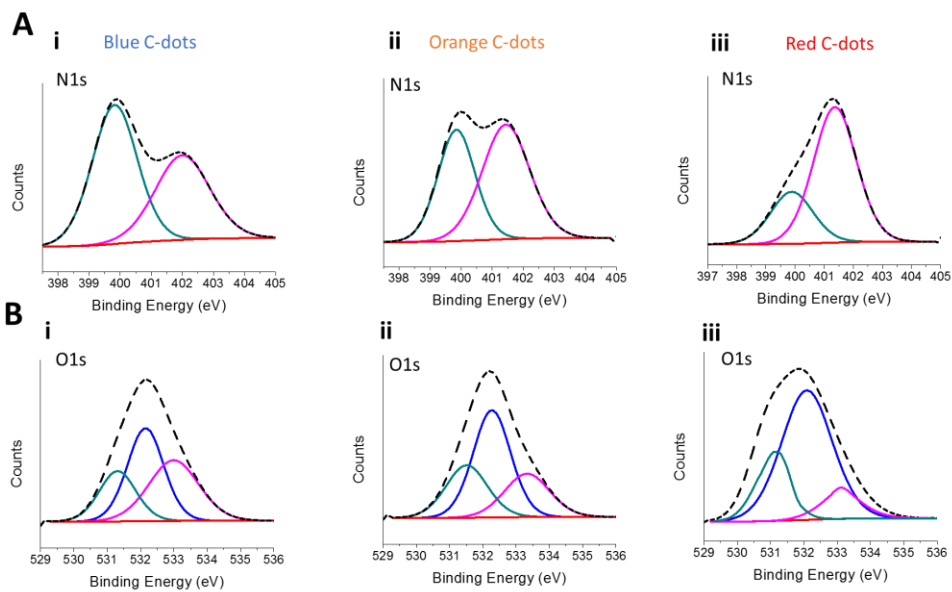 A
i Blue C-dots
ii Orange C-dots
iii Red C-dots
N1s
N1s
N1s
Counts
Counts
Counts
398 399 400 401 402 403 404 405
398 399 400 401 402 403 404 405
397 398 399 400 401 402 403 404 405
Binding Energy (eV)
Binding Energy (eV)
Binding Energy (eV)
B
i
ii
iii
O1s
O1s
O1s
Counts
Counts
Counts
529 530 531 532 533 534 535 536
529 530 531 532 533 534 535 536
529 530 531 532 533 534 535 536
Binding Energy (eV)
Binding Energy (eV)
Binding Energy (eV)